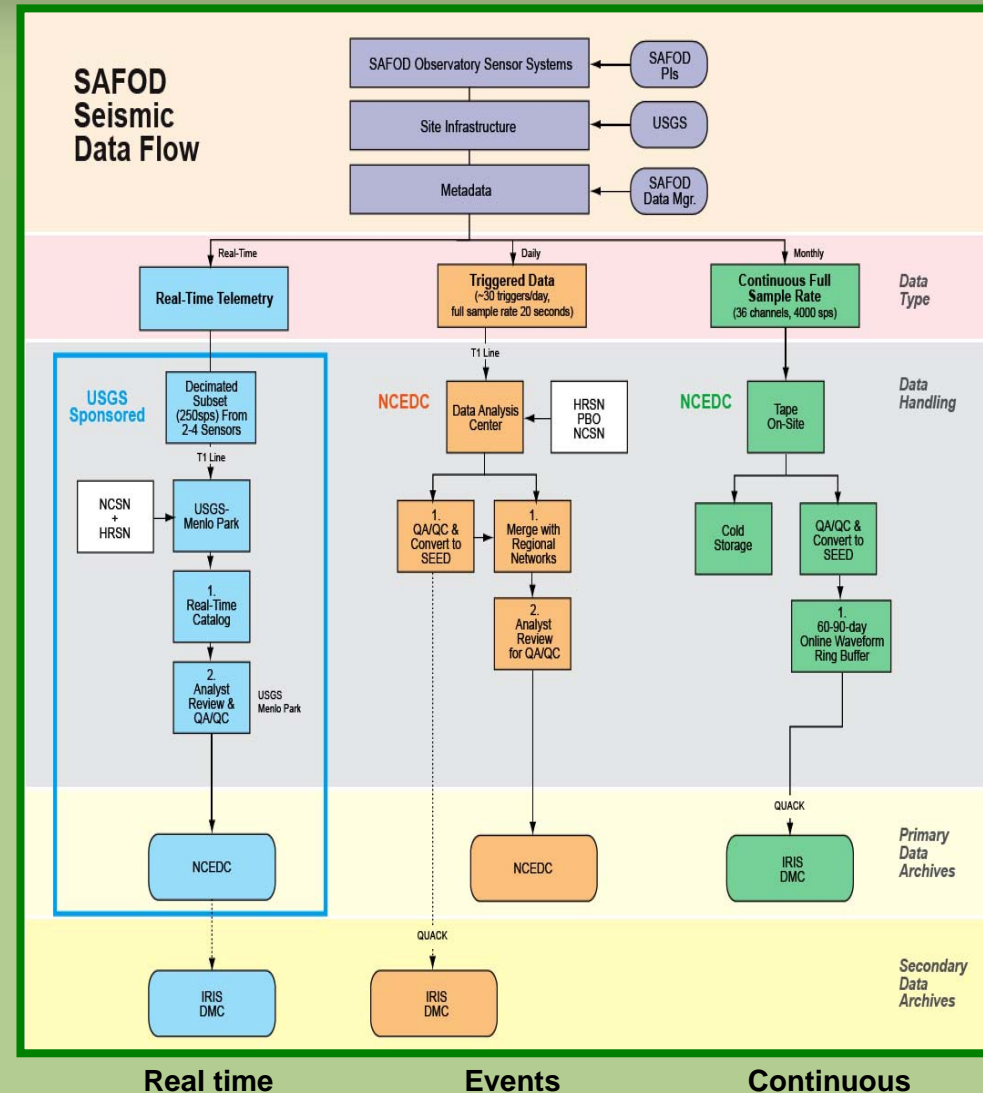 SAFOD
Seismic
Data Flow
SAFOD Observatory Sensor Systems
SAFOD
PIs
Site Infrastructure
USGS
Metadata
SAFOD
Data Mgr.
Real-Time
Daily
Monthly
Real-Time Telemetry
Triggered Data
(~30 triggers/day,
full sample rate 20 seconds)
Continuous Full
Sample Rate
(36 channels, 4000 sps)
Data
Type
USGS
Sponsored
Decimated
Subset
(250sps) From
2-4 Sensors
T1 Line
NCSN
+
HRSN
USGS-
Menlo Park
1.
Real-Time
Catalog
2.
Analyst
Review &
QA/QC
USGS
Menlo Park
T1 Line
NCEDC
Data Analysis
Center
HRSN
PBO
NCSN
1.
QA/QC &
Convert to
SEED
1.
Merge with
Regional
Networks
2.
Analyst
Review
for QA/QC
NCEDC
Tape
On-Site
Cold
Storage
QA/QC &
Convert to
SEED
1.
60-90-day
Online Waveform
Ring Buffer
Data
Handling
QUACK
NCEDC
NCEDC
IRIS
DMC
Primary
Data
Archives
QUACK
IRIS
DMC
IRIS
DMC
Secondary
Data
Archives
Real time
Events
Continuous